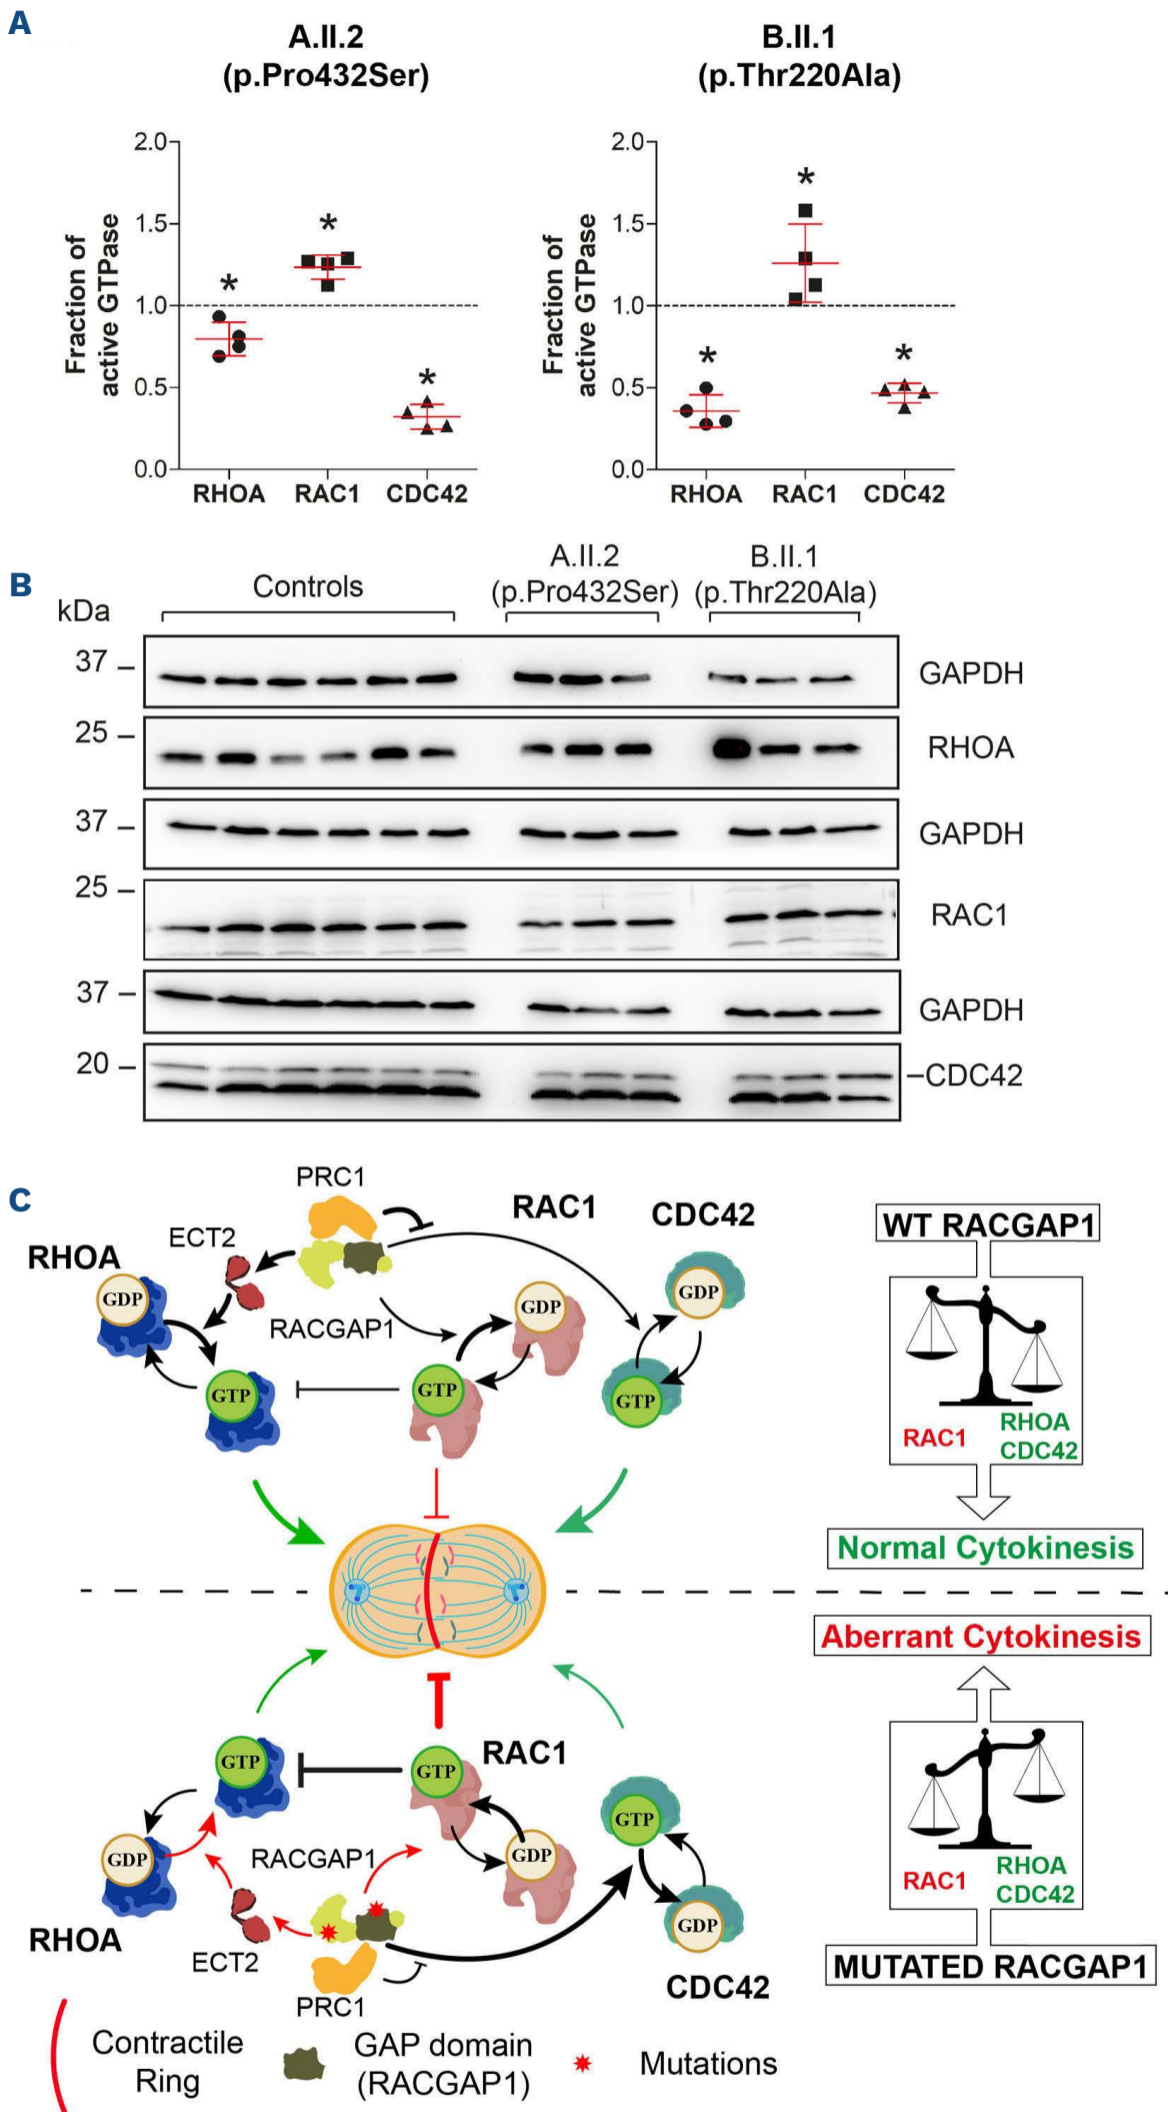 A
A.II.2
(p.Pro432Ser)
B.II.1
(p.Thr220Ala)
Fraction of
active GTPase
2.0
1.5
1.0
0.5
0.0
*
*
*
RHOA RAC1 CDC42
Fraction of
active GTPase
2.0
1.5
1.0
0.5
0.0
*
*
*
RHOA RAC1 CDC42
B
kDa
Controls
A.II.2
(p.Pro432Ser)
B.II.1
(p.Thr220Ala)
37
GAPDH
25
RHOA
37
GAPDH
25
RAC1
37
GAPDH
20
CDC42
C
PRC1
RAC1
CDC42
ECT2
RHOA
GDP
GDP
GDP
RACGAP1
GTP
GTP
GTP
WT RACGAP1
RAC1
RHOA
CDC42
Normal Cytokinesis
Aberrant Cytokinesis
GTP
GTP
RAC1
GTP
GDP
RACGAP1
GDP
GDP
RHOA
ECT2
PRC1
CDC42
RAC1
RHOA
CDC42
MUTATED RACGAP1
Contractile
Ring
GAP domain
(RACGAP1)
Mutations